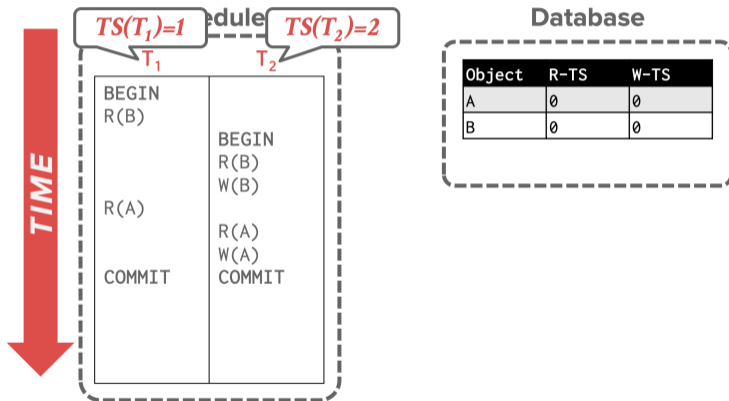 TS(T1)=1
edule
TS(T2)=2
T1
T2
BEGIN
R(B)
BEGIN
R(B)
W(B)
R(A)
R(A)
W(A)
COMMIT
COMMIT
TIME
Database
Object R-TS W-TS
A 0 0
B 0 0